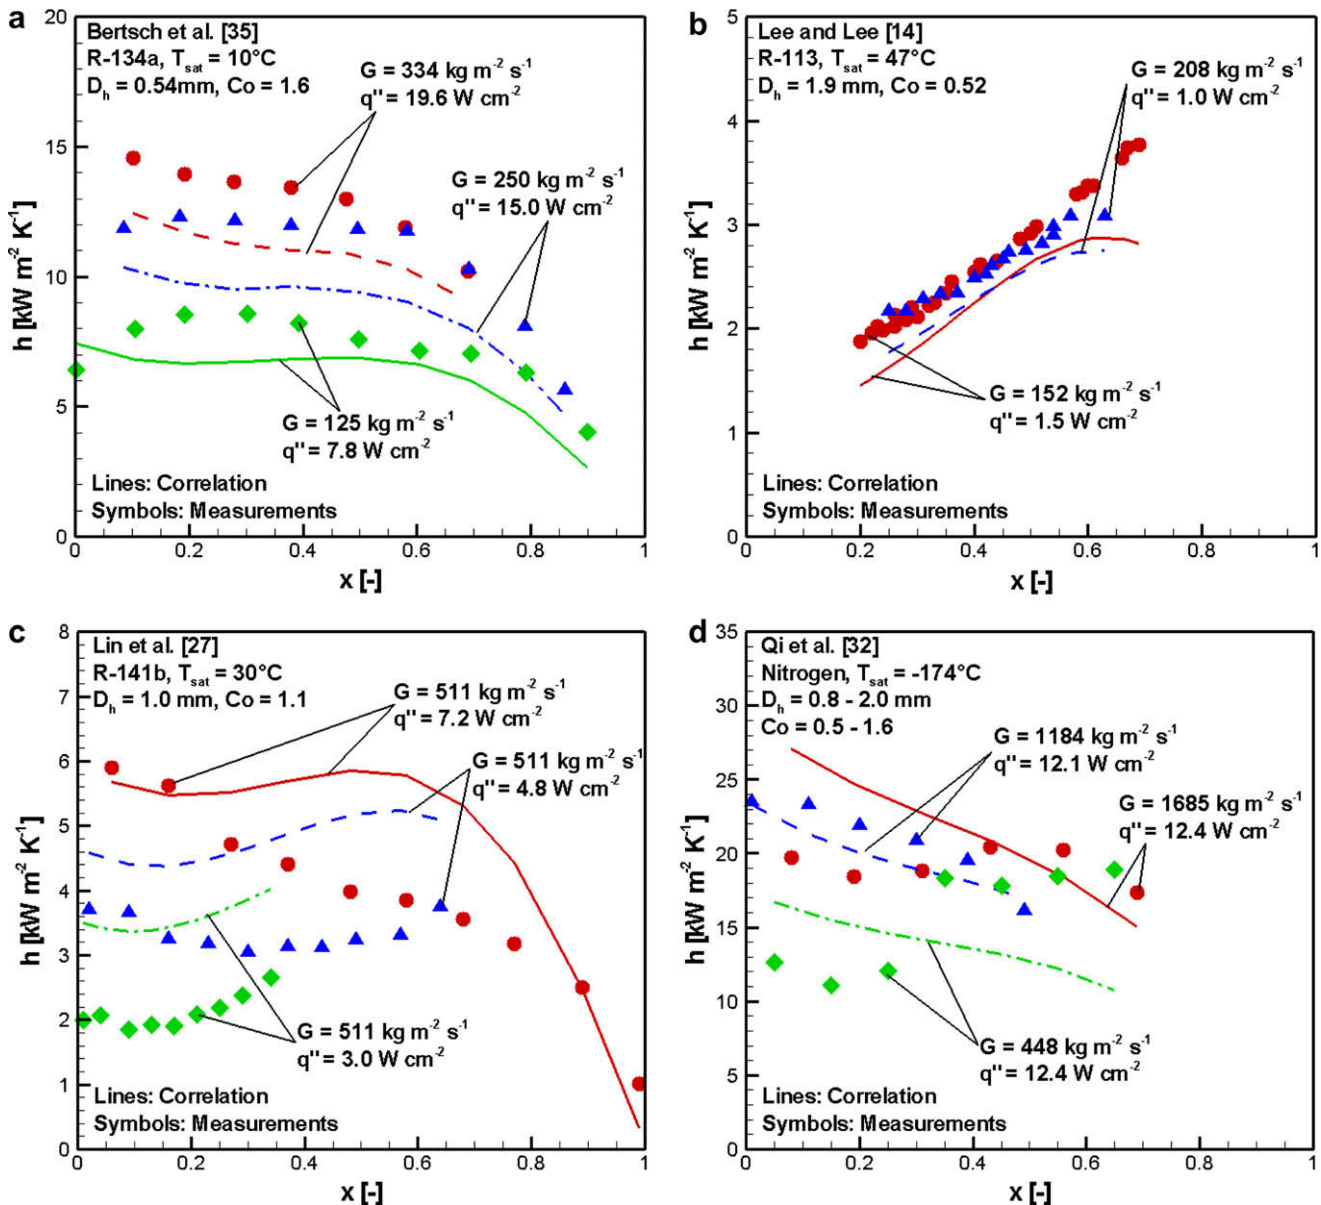 a
Bertsch et al. [35]
R-134a, T_sat = 10°C
D_h = 0.54mm, Co = 1.6
G = 334 kg m^-2 s^-1
q'' = 19.6 W cm^-2
G = 250 kg m^-2 s^-1
q'' = 15.0 W cm^-2
G = 125 kg m^-2 s^-1
q'' = 7.8 W cm^-2
Lines: Correlation
Symbols: Measurements
h [kW m^-2 K^-1]
20
15
10
5
0
0 0.2 0.4 0.6 0.8 1
x [-]
b
Lee and Lee [14]
R-113, T_sat = 47°C
D_h = 1.9 mm, Co = 0.52
G = 208 kg m^-2 s^-1
q'' = 1.0 W cm^-2
G = 152 kg m^-2 s^-1
q'' = 1.5 W cm^-2
Lines: Correlation
Symbols: Measurements
h [kW m^-2 K^-1]
5
4
3
2
1
0
0 0.2 0.4 0.6 0.8 1
x [-]
c
Lin et al. [27]
R-141b, T_sat = 30°C
D_h = 1.0 mm, Co = 1.1
G = 511 kg m^-2 s^-1
q'' = 7.2 W cm^-2
G = 511 kg m^-2 s^-1
q'' = 4.8 W cm^-2
G = 511 kg m^-2 s^-1
q'' = 3.0 W cm^-2
Lines: Correlation
Symbols: Measurements
h [kW m^-2 K^-1]
8
7
6
5
4
3
2
1
0
0 0.2 0.4 0.6 0.8 1
x [-]
d
Qi et al. [32]
Nitrogen, T_sat = -174°C
D_h = 0.8 - 2.0 mm
Co = 0.5 - 1.6
G = 1184 kg m^-2 s^-1
q'' = 12.1 W cm^-2
G = 1685 kg m^-2 s^-1
q'' = 12.4 W cm^-2
G = 448 kg m^-2 s^-1
q'' = 12.4 W cm^-2
Lines: Correlation
Symbols: Measurements
h [kW m^-2 K^-1]
35
30
25
20
15
10
5
0
0 0.2 0.4 0.6 0.8 1
x [-]